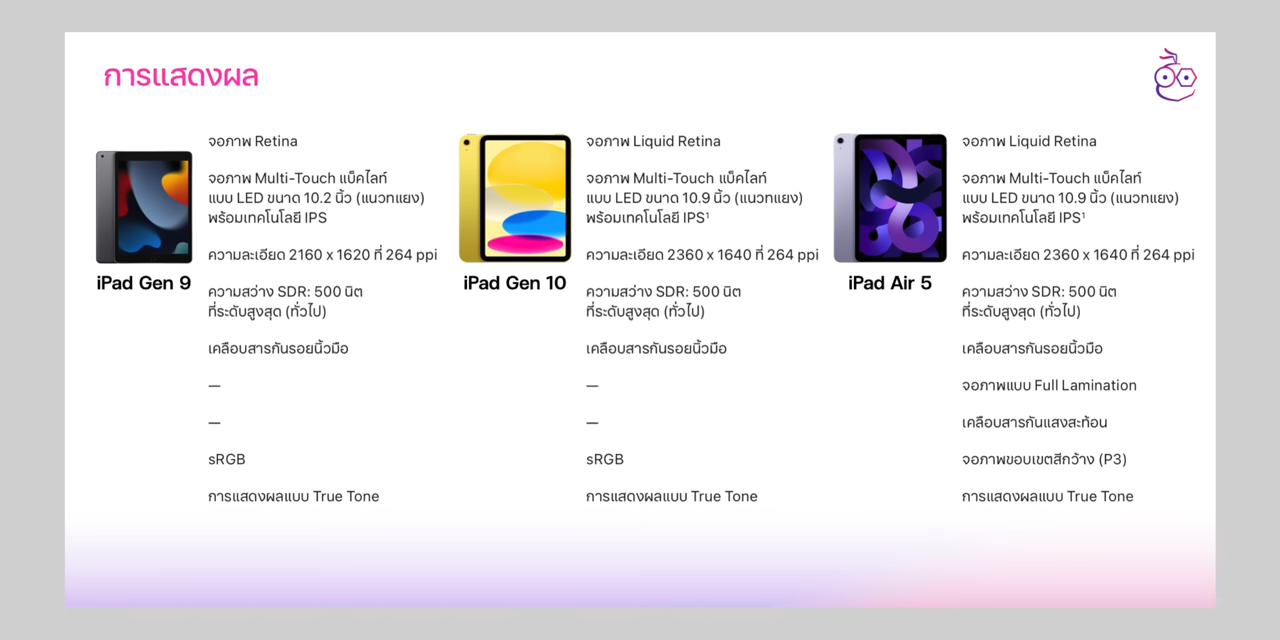 การแสดงผล
iPad Gen 9
จอภาพ Retina
จอภาพ Multi-Touch แบ็คไลท์
แบบ LED ขนาด 10.2 นิ้ว (แนวทแยง)
พร้อมเทคโนโลยี IPS
ความละเอียด 2160 x 1620 ที่ 264 ppi
ความสว่าง SDR: 500 นิต
ที่ระดับสูงสุด (ทั่วไป)
เคลือบสารกันรอยนิ้วมือ
—
—
sRGB
การแสดงผลแบบ True Tone
iPad Gen 10
จอภาพ Liquid Retina
จอภาพ Multi-Touch แบ็คไลท์
แบบ LED ขนาด 10.9 นิ้ว (แนวทแยง)
พร้อมเทคโนโลยี IPS¹
ความละเอียด 2360 x 1640 ที่ 264 ppi
ความสว่าง SDR: 500 นิต
ที่ระดับสูงสุด (ทั่วไป)
เคลือบสารกันรอยนิ้วมือ
—
—
sRGB
การแสดงผลแบบ True Tone
iPad Air 5
จอภาพ Liquid Retina
จอภาพ Multi-Touch แบ็คไลท์
แบบ LED ขนาด 10.9 นิ้ว (แนวทแยง)
พร้อมเทคโนโลยี IPS¹
ความละเอียด 2360 x 1640 ที่ 264 ppi
ความสว่าง SDR: 500 นิต
ที่ระดับสูงสุด (ทั่วไป)
เคลือบสารกันรอยนิ้วมือ
จอภาพแบบ Full Lamination
เคลือบสารกันแสงสะท้อน
จอภาพขอบเขตสีกว้าง (P3)
การแสดงผลแบบ True Tone